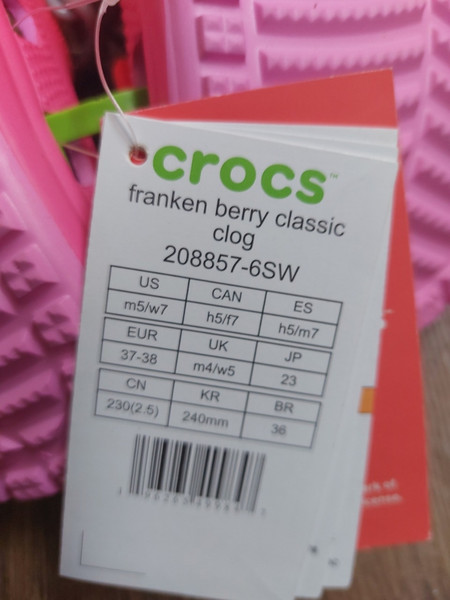 crocs™
franken berry classic
clog
208857-6SW
US CAN ES
m5/w7 h5/f7 h5/m7
EUR UK JP
37-38 m4/w5 23
CN KR BR
230(2.5) 240mm 36